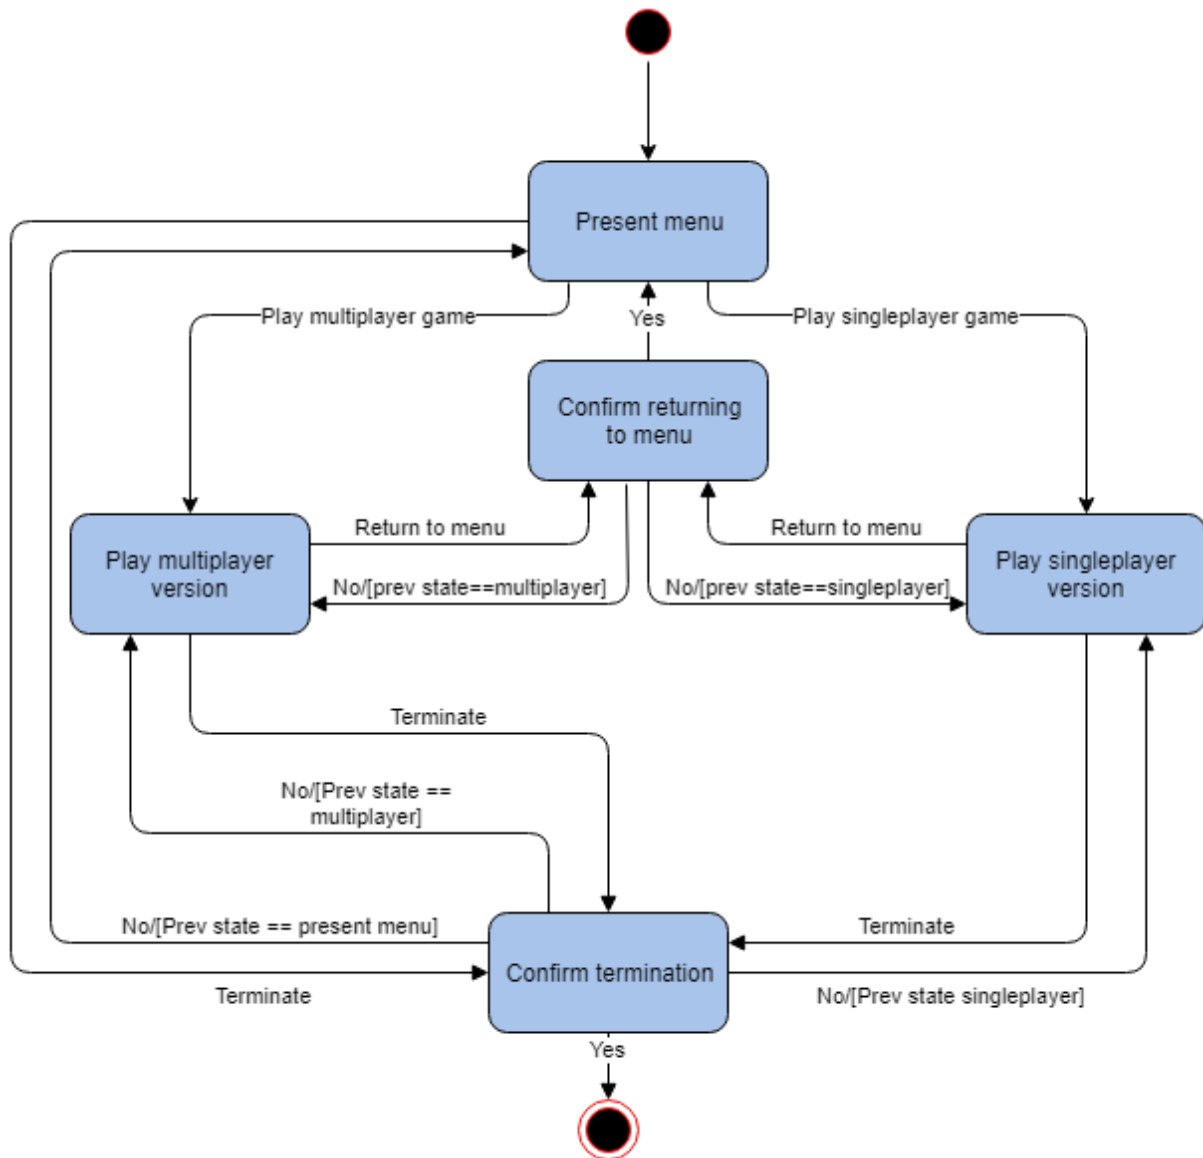 Present menu
Play multiplayer game
Yes
Play singleplayer game
Confirm returning
to menu
Return to menu
Return to menu
Play multiplayer
version
Play singleplayer
version
No/[prev state==multiplayer]
No/[prev state==singleplayer]
Terminate
No/[Prev state ==
multiplayer]
No/[Prev state == present menu]
Terminate
Confirm termination
Terminate
No/[Prev state singleplayer]
Yes